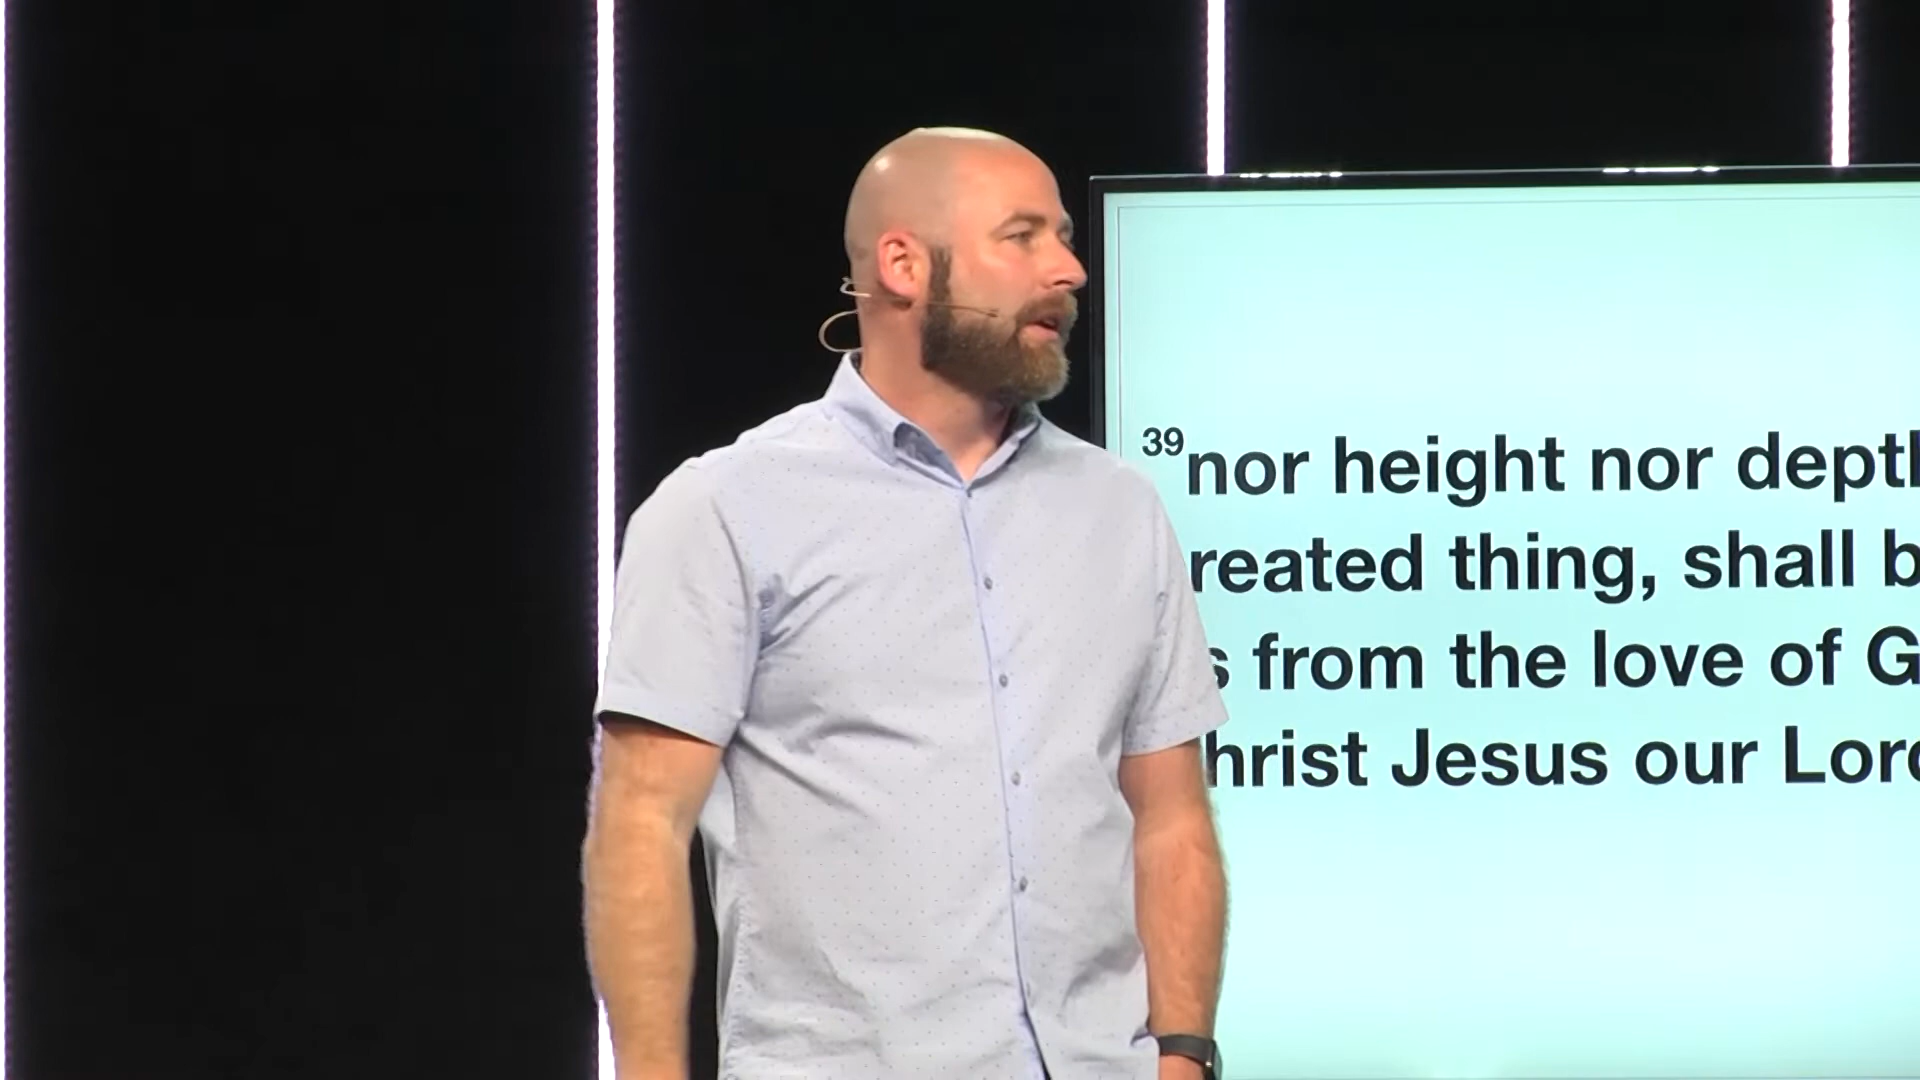 39nor height nor dept
reated thing, shall b
s from the love of G
hrist Jesus our Lor